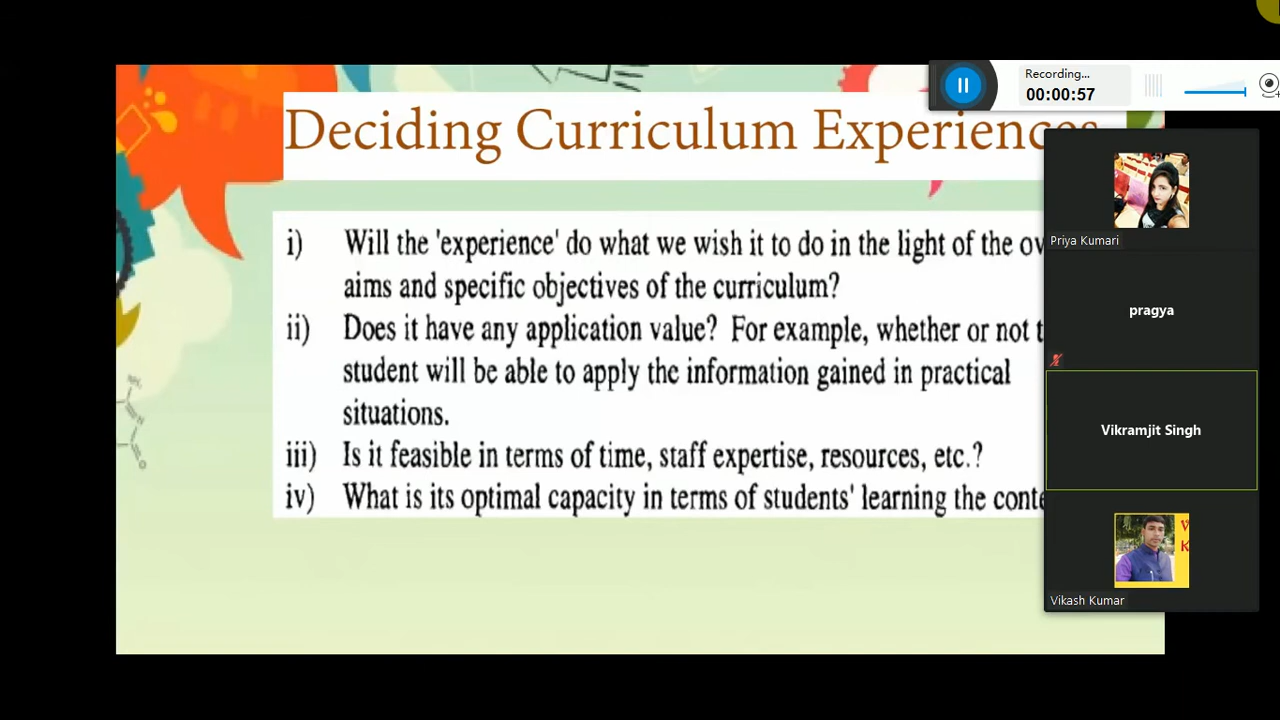 Recording...
00:00:57
Deciding Curriculum Experiences
i) Will the 'experience' do what we wish it to do in the light of the ov
aims and specific objectives of the curriculum?
ii) Does it have any application value? For example, whether or not t
student will be able to apply the information gained in practical
situations.
iii) Is it feasible in terms of time, staff expertise, resources, etc.?
iv) What is its optimal capacity in terms of students' learning the conte
Priya Kumari
pragya
Vikramjit Singh
V
K
Vikash Kumar
NH₂
N
O